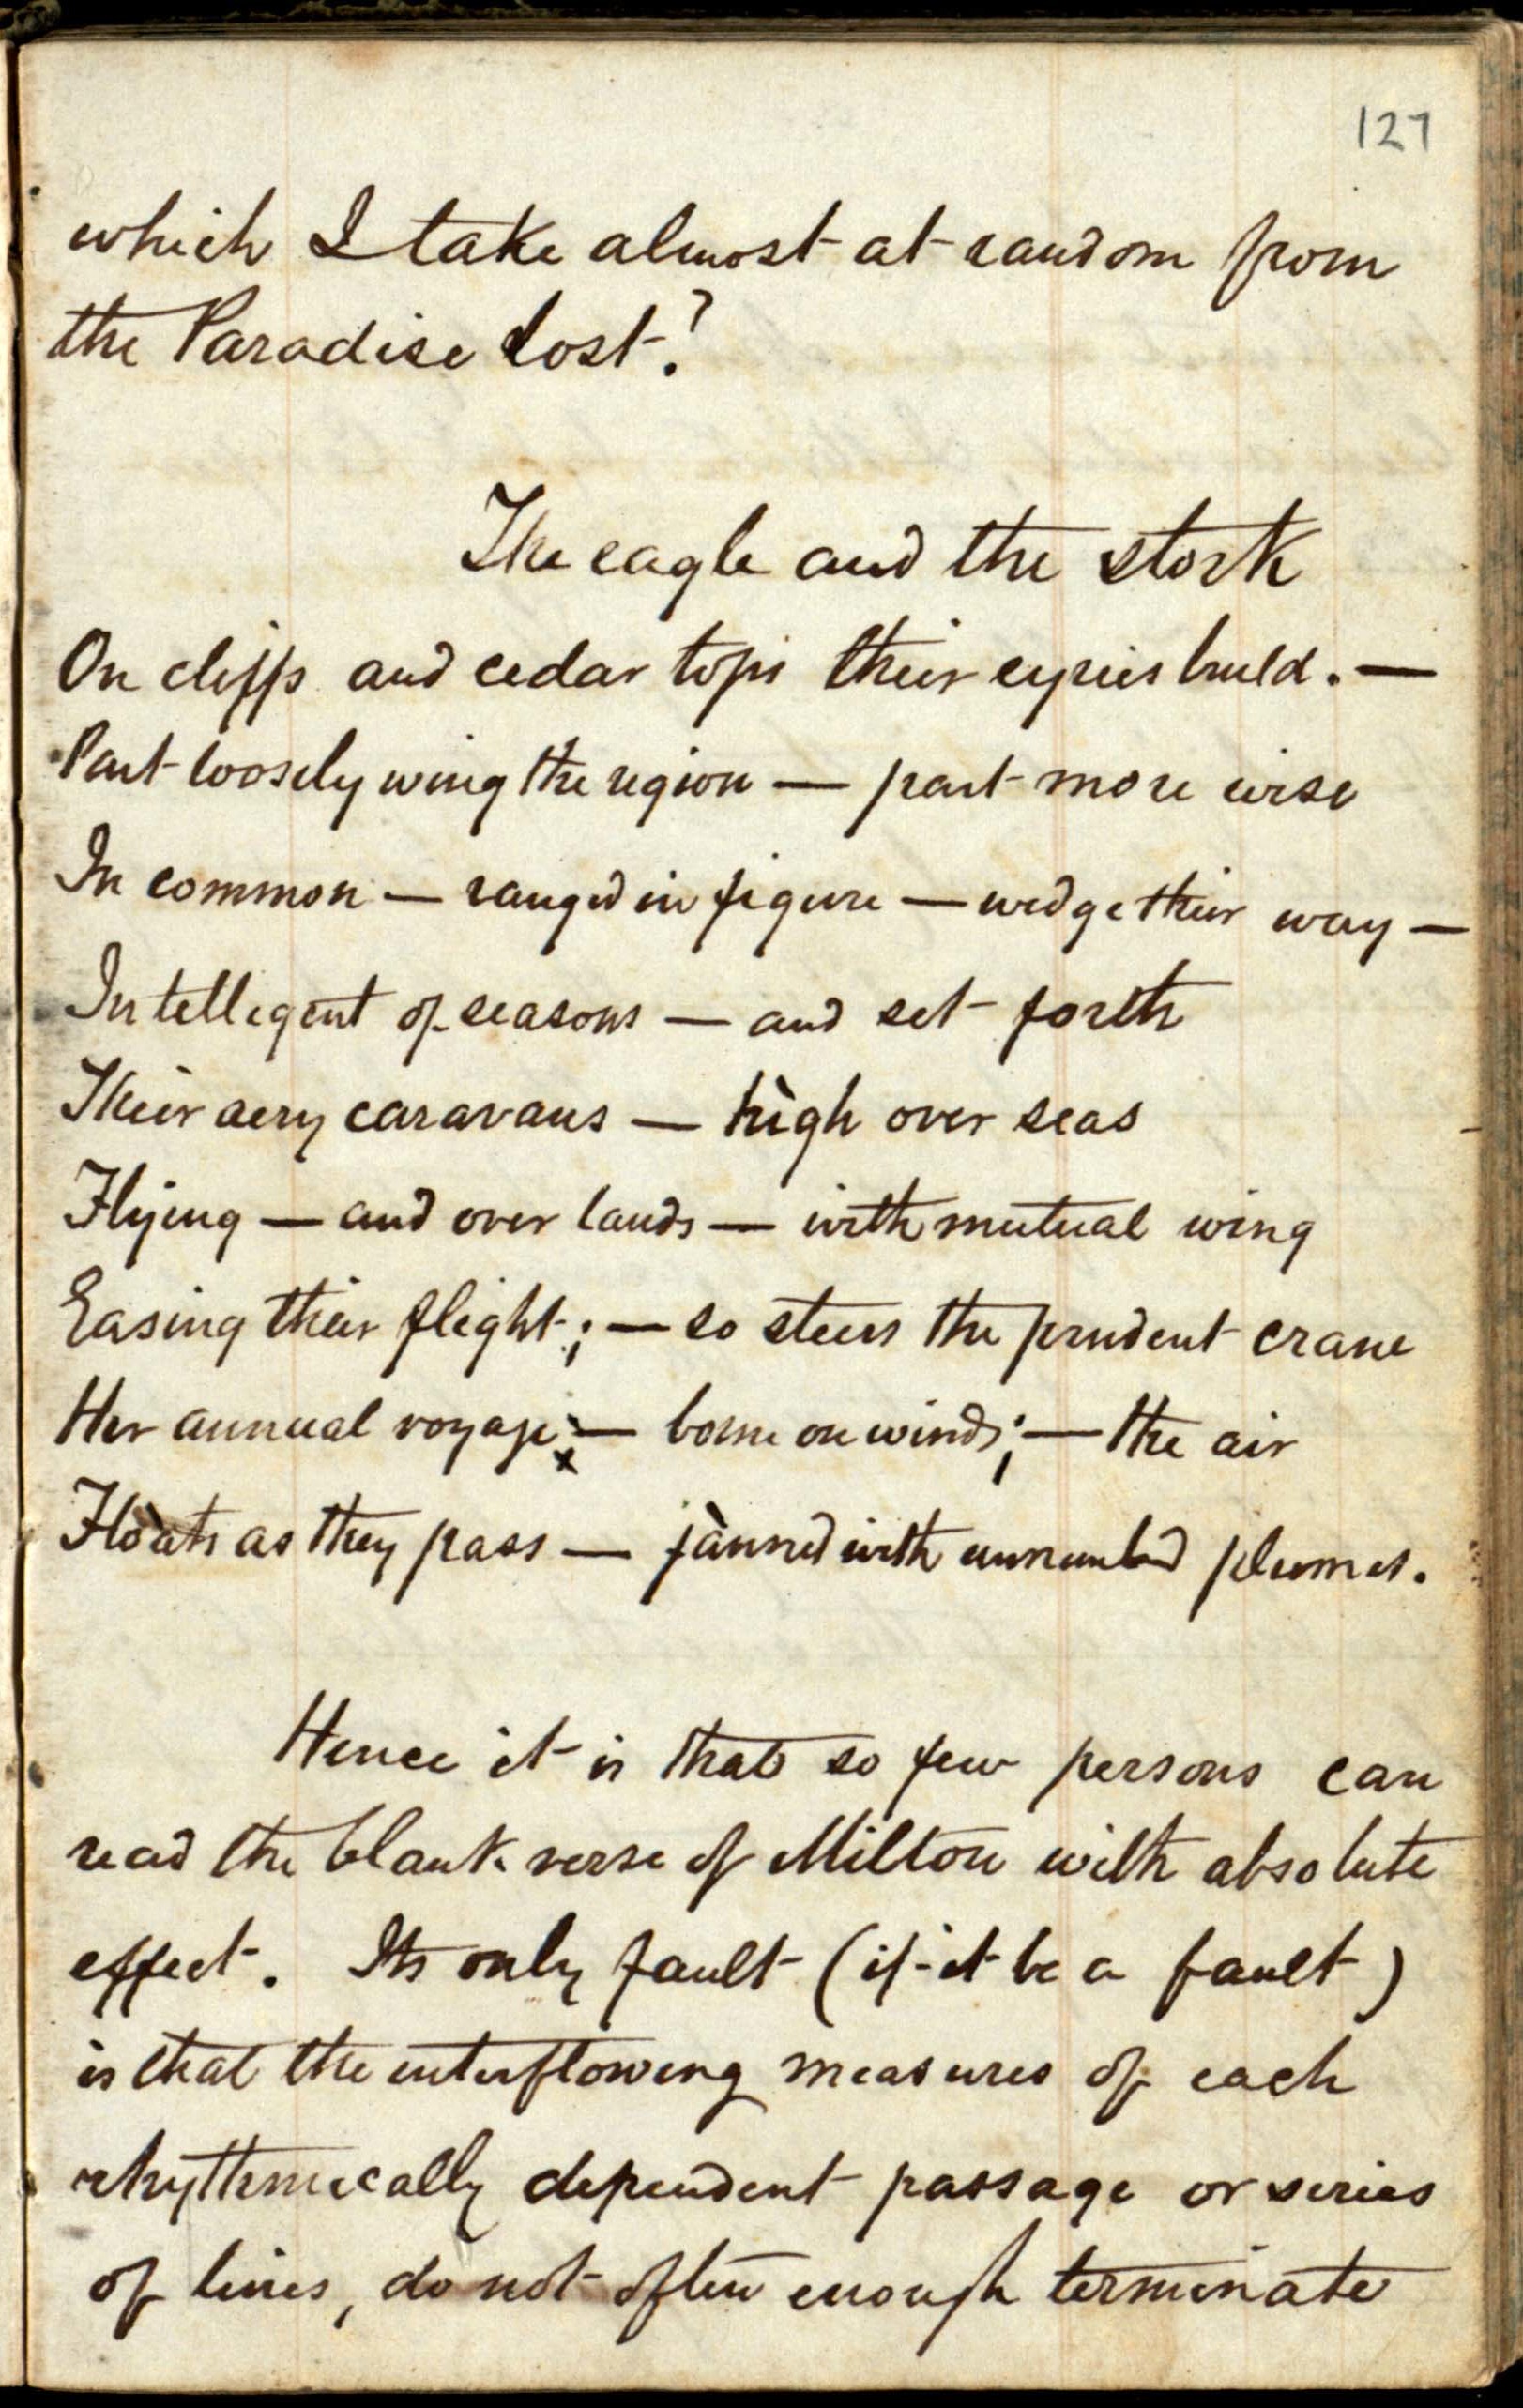 127
which I take almost at random from
the Paradise Lost?
The eagle and the stork
On cliffs and cedar tops their eyries build. —
Part loosely wing the region — part more wise
In common — ranged in figure — wedge their way —
Intelligent of seasons — and set forth
Their aery caravans — high over seas
Flying — and over lands — with mutual wing
Easing their flight; — so steers the prudent crane
Her annual voyage — borne on winds; — the air
Floats as they pass — fanned with unnumbd plumes.
Hence it is that so few persons can
read the blank verse of Milton with absolute
effect. Its only fault (if it be a fault)
is that the interflowing measures of each
rhythmically dependent passage or series
of lines, do not often enough terminate